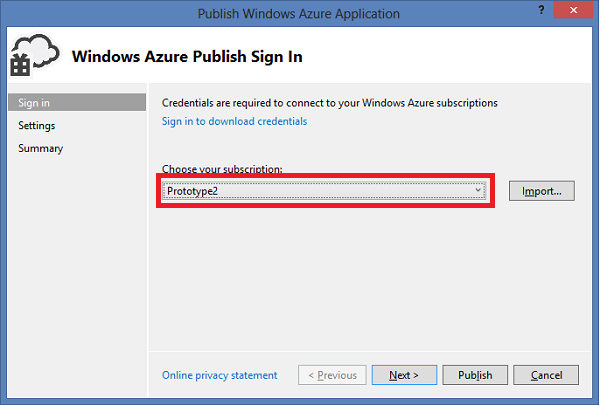 Publish Windows Azure Application
?
Windows Azure Publish Sign In
Sign in
Settings
Summary
Credentials are required to connect to your Windows Azure subscriptions
Sign in to download credentials
Choose your subscription:
Prototype2
Import...
Online privacy statement
< Previous
Next >
Publish
Cancel